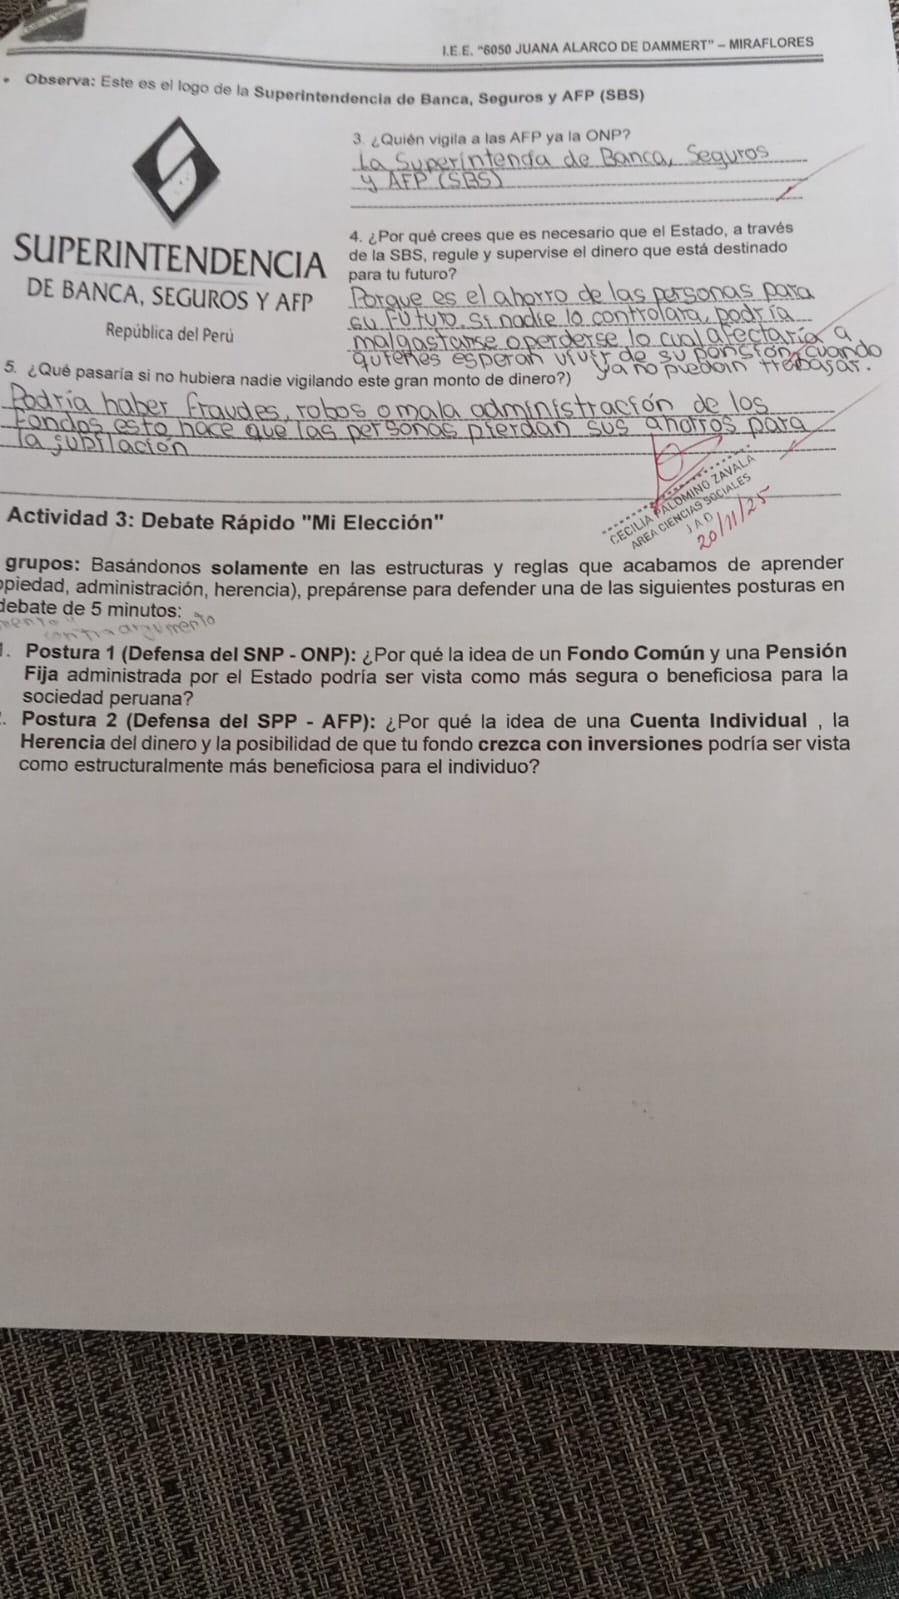 I.E.E. "6050 JUANA ALARCO DE DAMMERT" – MIRAFLORES
• Observa: Este es el logo de la Superintendencia de Banca, Seguros y AFP (SBS)
SUPERINTENDENCIA
DE BANCA, SEGUROS Y AFP
República del Perú
3. ¿Quién vigila a las AFP ya la ONP?
La Superintencia de Banca, Seguros
y AFP (SBS)
4. ¿Por qué crees que es necesario que el Estado, a través
de la SBS, regule y supervise el dinero que está destinado
para tu futuro?
Porque es el ahorro de las personas para
su futuro. Si nadie lo controlara, podría
malgastarse o perderse lo cual afectaría a
quienes esperan vivir de su pansión, cuando
ya no puedan trabajar.
5. ¿Qué pasaría si no hubiera nadie vigilando este gran monto de dinero?)
Podría haber fraudes, robos o mala administración de los
Fondos esto hace que las personas pierdan sus ahorros para
la jubilación
CECILIA PALOMINO ZAVALA
AREA CIENCIAS SOCIALES
J A D
20/11/25
Actividad 3: Debate Rápido "Mi Elección"
grupos: Basándonos solamente en las estructuras y reglas que acabamos de aprender
opiedad, administración, herencia), prepárense para defender una de las siguientes posturas en
debate de 5 minutos:
contraargumento
1. Postura 1 (Defensa del SNP - ONP): ¿Por qué la idea de un Fondo Común y una Pensión
Fija administrada por el Estado podría ser vista como más segura o beneficiosa para la
sociedad peruana?
2. Postura 2 (Defensa del SPP - AFP): ¿Por qué la idea de una Cuenta Individual , la
Herencia del dinero y la posibilidad de que tu fondo crezca con inversiones podría ser vista
como estructuralmente más beneficiosa para el individuo?